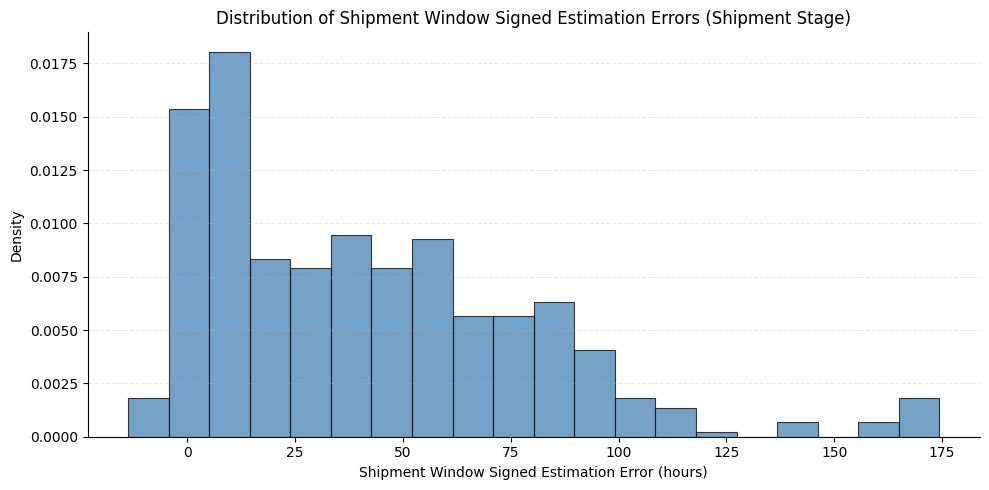 Distribution of Shipment Window Signed Estimation Errors (Shipment Stage)
0.0175
0.0150
0.0125
0.0100
0.0075
0.0050
0.0025
0.0000
Density
0 25 50 75 100 125 150 175
Shipment Window Signed Estimation Error (hours)